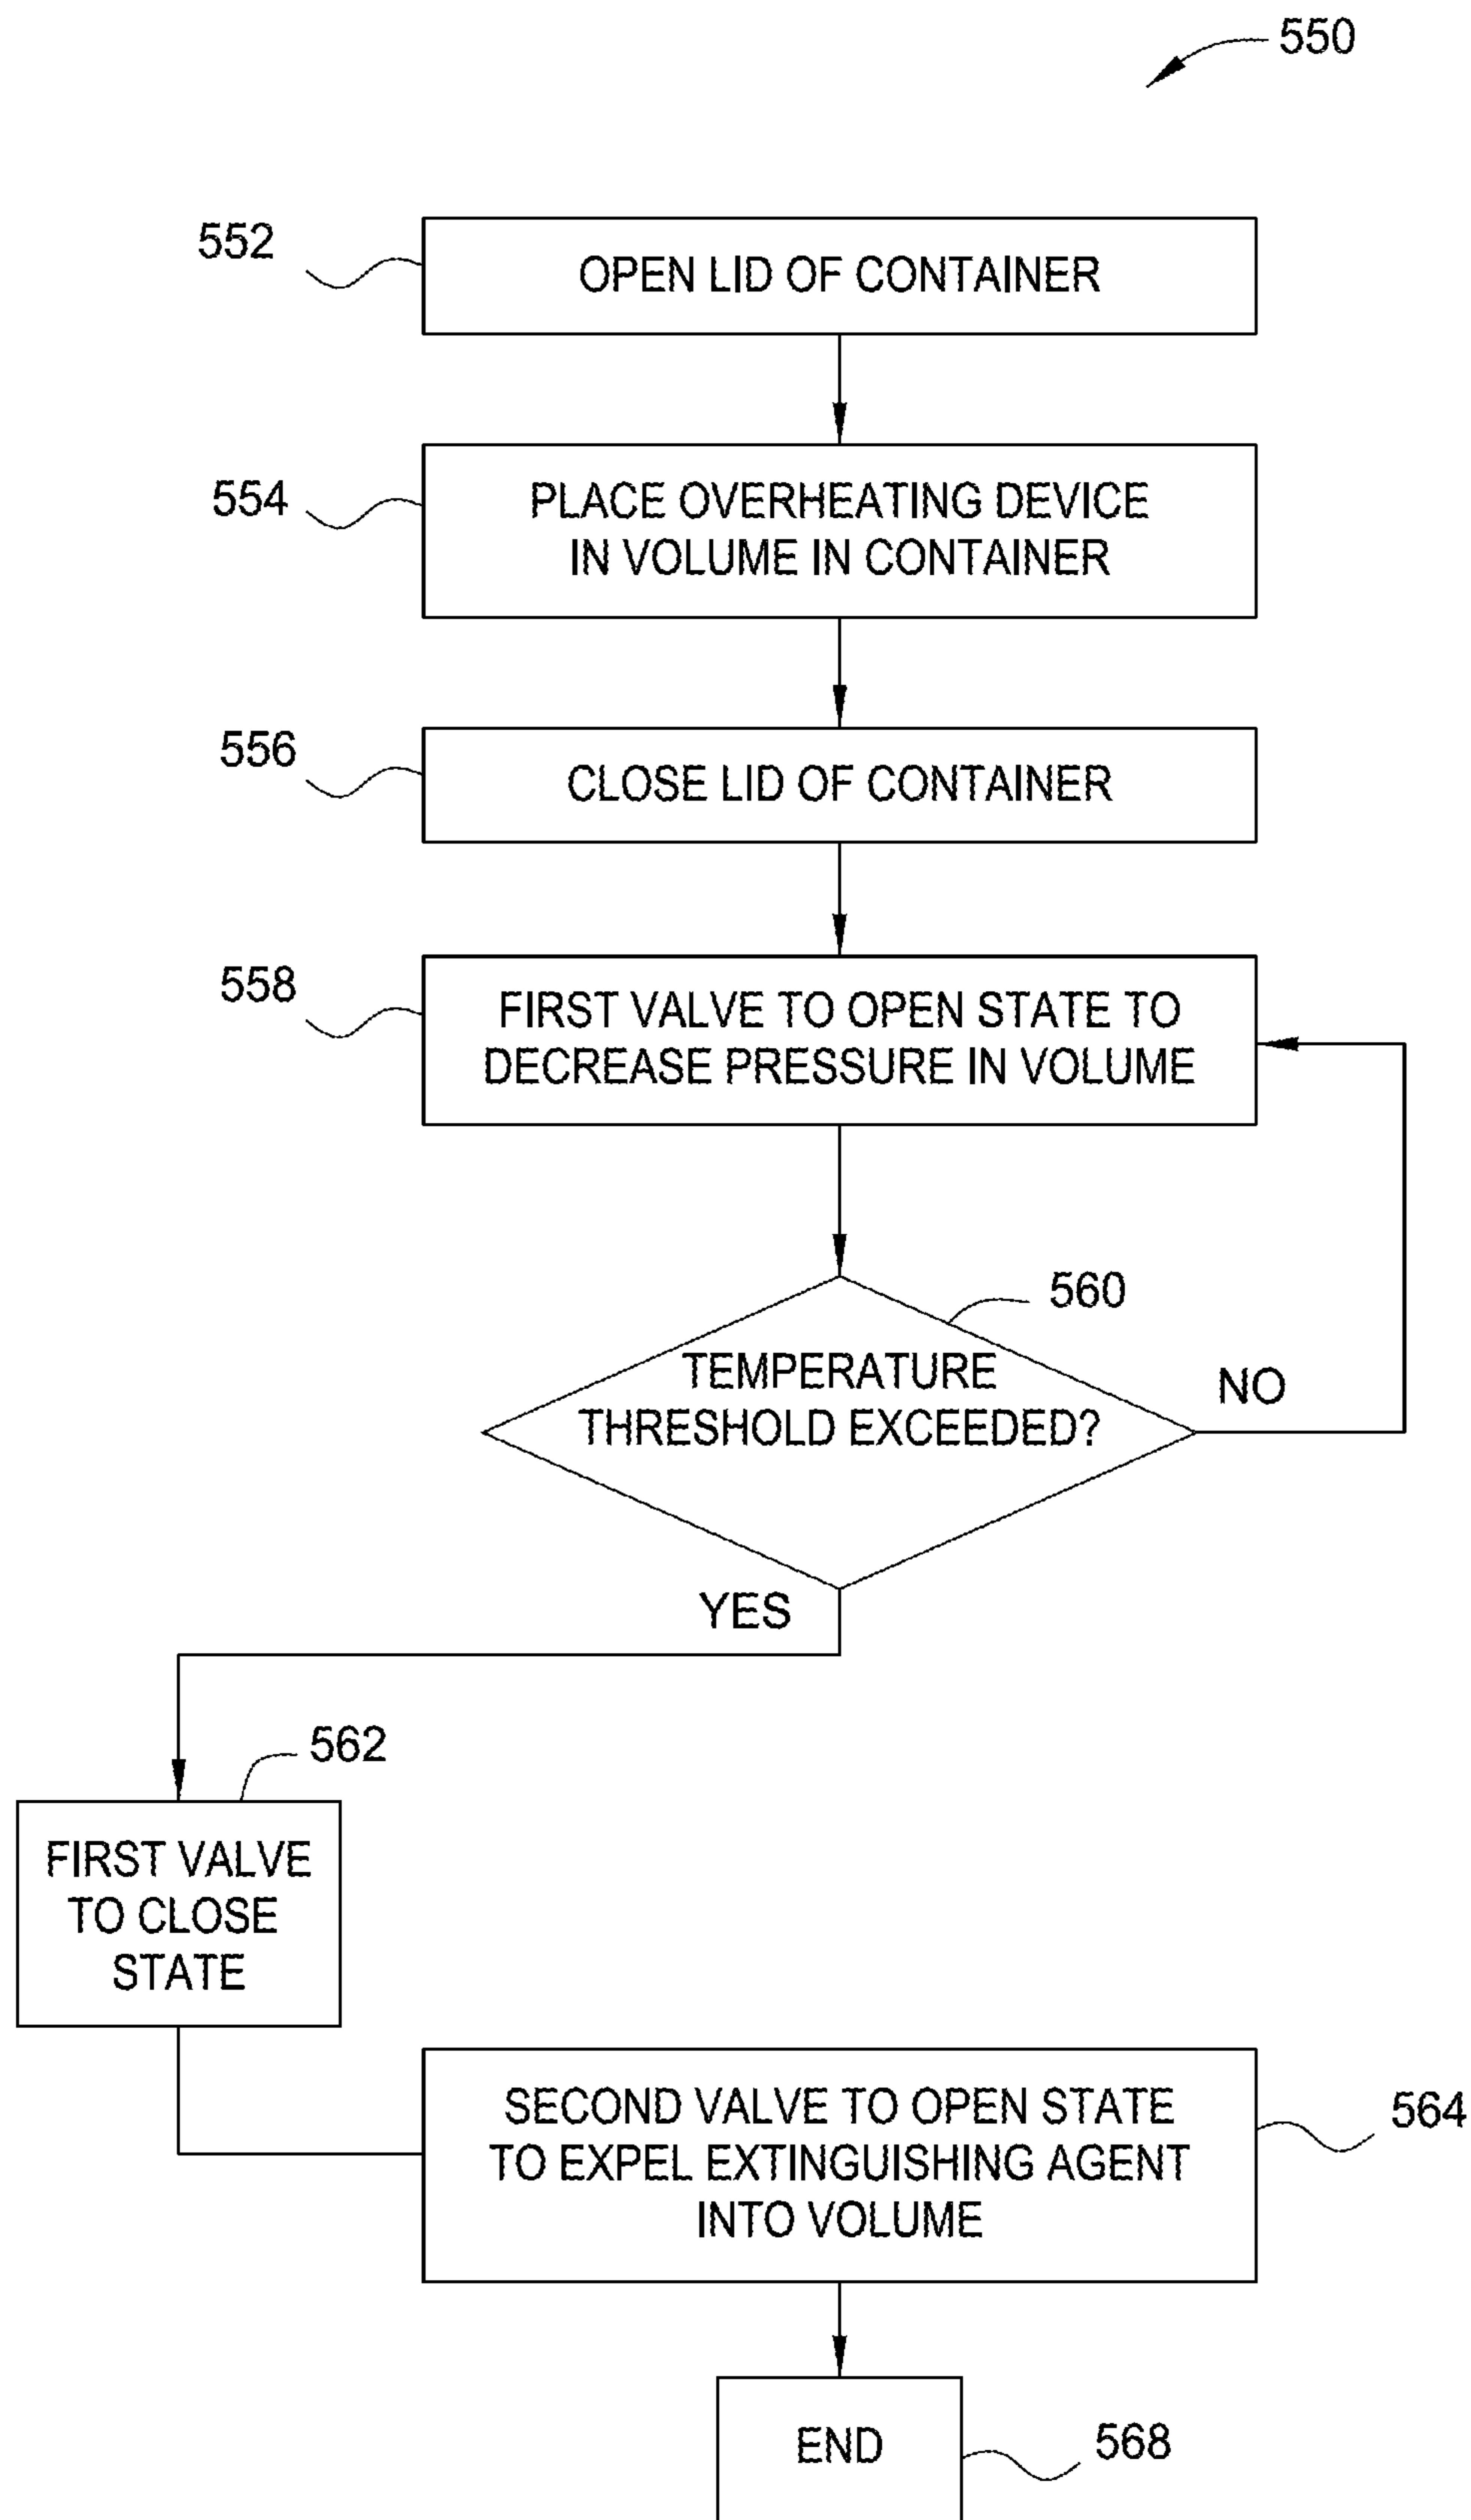 550
552
OPEN LID OF CONTAINER
554
PLACE OVERHEATING DEVICE
IN VOLUME IN CONTAINER
556
CLOSE LID OF CONTAINER
558
FIRST VALVE TO OPEN STATE TO
DECREASE PRESSURE IN VOLUME
560
TEMPERATURE
THRESHOLD EXCEEDED?
NO
YES
562
FIRST VALVE
TO CLOSE
STATE
SECOND VALVE TO OPEN STATE
TO EXPEL EXTINGUISHING AGENT
INTO VOLUME
564
END
568